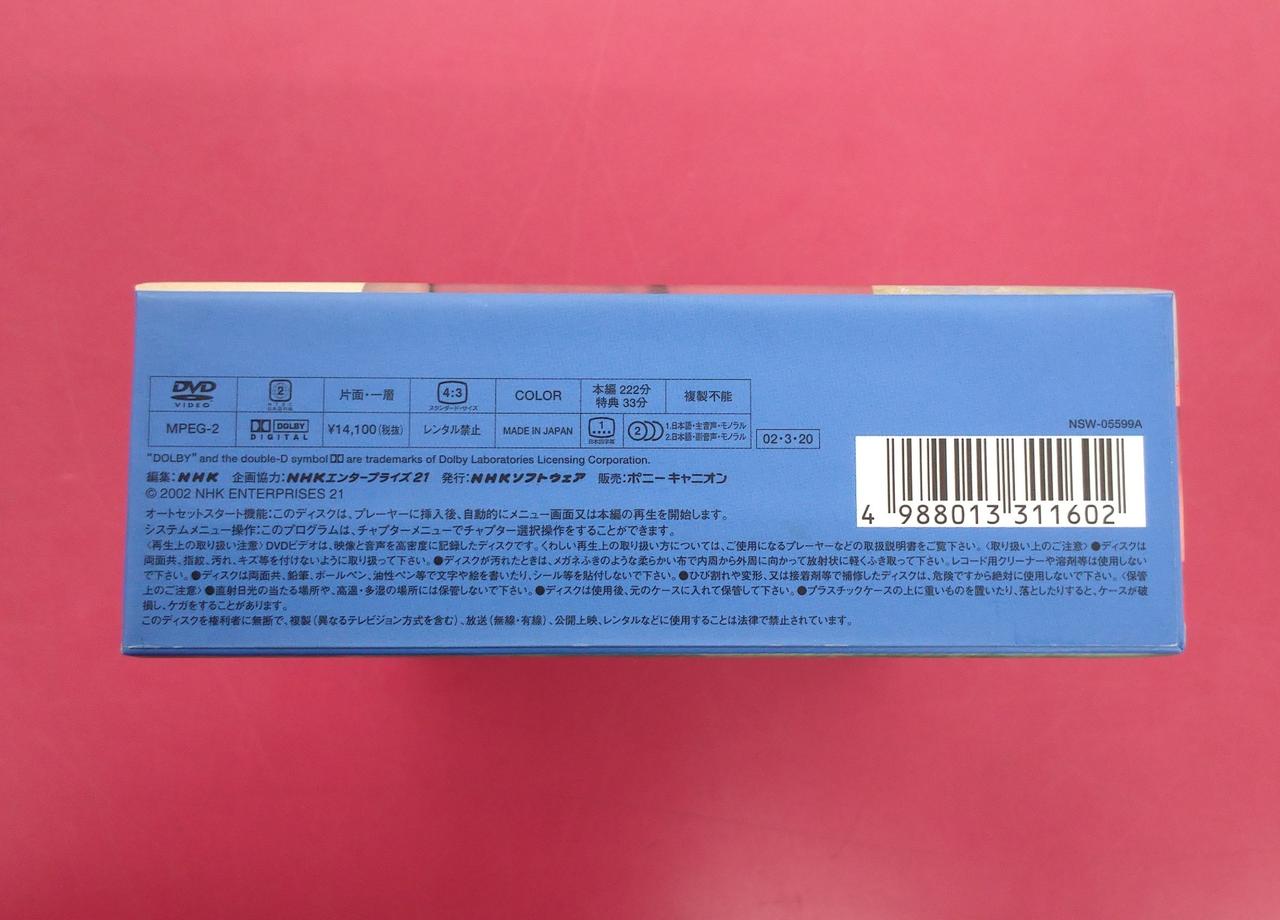 DVD VIDEO
2 NTSC 日本国内向
片面・一層
4:3 スタンダード・サイズ
COLOR
本編 222分
特典 33分
複製不能
MPEG-2
DOLBY DIGITAL
¥14,100(税抜)
レンタル禁止
MADE IN JAPAN
1. 日本語字幕
2 1.日本語・主音声・モノラル
2.日本語・副音声・モノラル
02・3・20
NSW-05599A
"DOLBY" and the double-D symbol are trademarks of Dolby Laboratories Licensing Corporation.
編集:NHK 企画協力:NHKエンタープライズ21 発行:NHKソフトウェア 販売:ポニーキャニオン
© 2002 NHK ENTERPRISES 21
4 988013 311602
オートセットスタート機能:このディスクは、プレーヤーに挿入後、自動的にメニュー画面又は本編の再生を開始します。
システムメニュー操作:このプログラムは、チャプターメニューでチャプター選択操作をすることができます。
〈再生上の取り扱い注意〉DVDビデオは、映像と音声を高密度に記録したディスクです。くわしい再生上の取り扱い方については、ご使用になるプレーヤーなどの取扱説明書をご覧下さい。〈取り扱い上のご注意〉●ディスクは
両面共、指紋、汚れ、キズ等を付けないように取り扱って下さい。●ディスクが汚れたときは、メガネふきのような柔らかい布で内周から外周に向かって放射状に軽くふき取って下さい。レコード用クリーナーや溶剤等は使用しない
で下さい。●ディスクは両面共、鉛筆、ボールペン、油性ペン等で文字や絵を書いたり、シール等を貼付しないで下さい。●ひび割れや変形、又は接着剤等で補修したディスクは、危険ですから絶対に使用しないで下さい。〈保管
上のご注意〉●直射日光の当たる場所や、高温・多湿の場所には保管しないで下さい。●ディスクは使用後、元のケースに入れて保管して下さい。●プラスチックケースの上に重いものを置いたり、落としたりすると、ケースが破
損し、ケガをすることがあります。
このディスクを権利者に無断で、複製(異なるテレビジョン方式を含む)、放送(無線・有線)、公開上映、レンタルなどに使用することは法律で禁止されています。